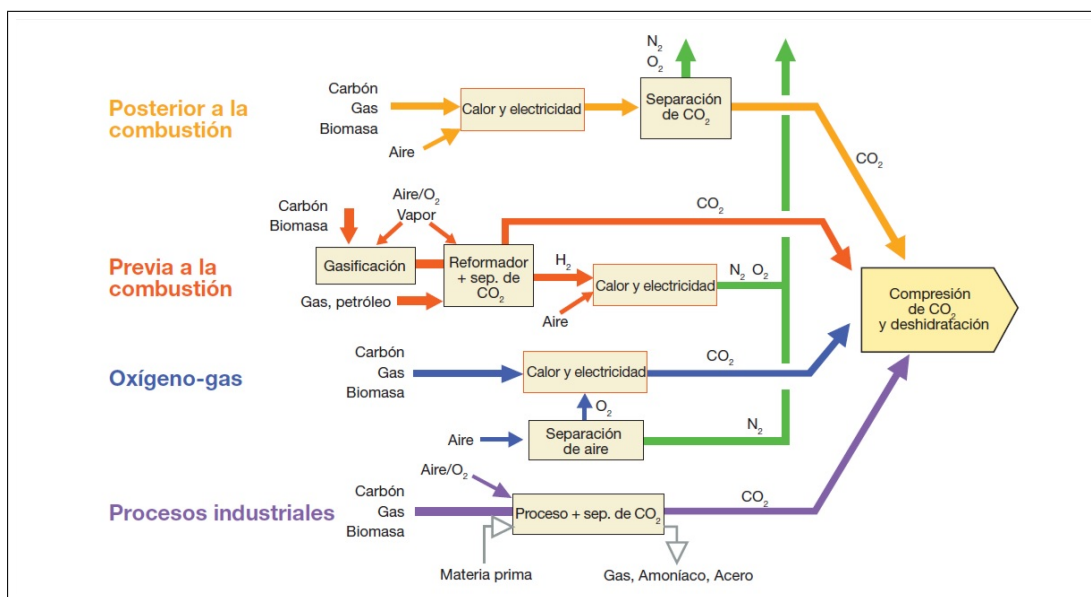 Posterior a la
combustión
Carbón
Gas
Biomasa
Aire
Calor y electricidad
N₂
O₂
Separación
de CO₂
CO₂
Previa a la
combustión
Carbón
Biomasa
Aire/O₂
Vapor
Gasificación
Gas, petróleo
Reformador
+ sep. de
CO₂
CO₂
H₂
Aire
Calor y electricidad
N₂ O₂
Compresión
de CO₂
y deshidratación
Oxígeno-gas
Carbón
Gas
Biomasa
Calor y electricidad
CO₂
O₂
Aire
Separación
de aire
N₂
Procesos industriales
Aire/O₂
Carbón
Gas
Biomasa
Proceso + sep. de CO₂
CO₂
Materia prima
Gas, Amoníaco, Acero